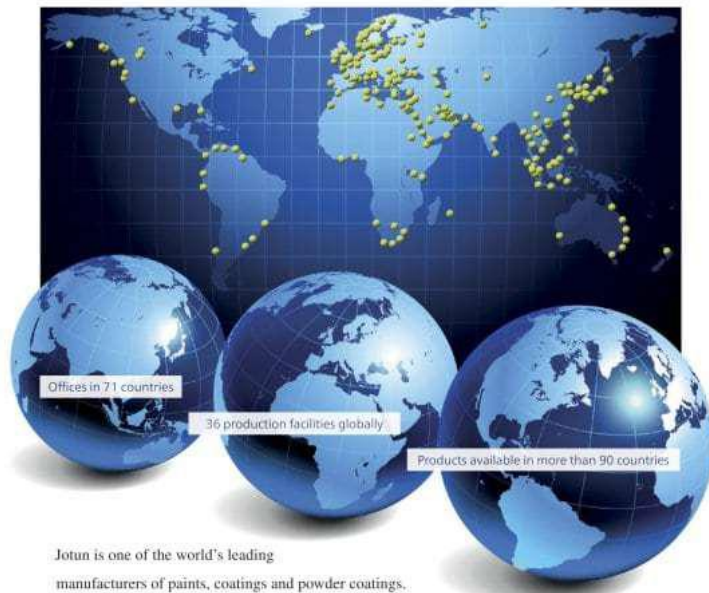 Offices in 71 countries
36 production facilities globally
Products available in more than 90 countries
Jotun is one of the world's leading
manufacturers of paints, coatings and powder coatings.